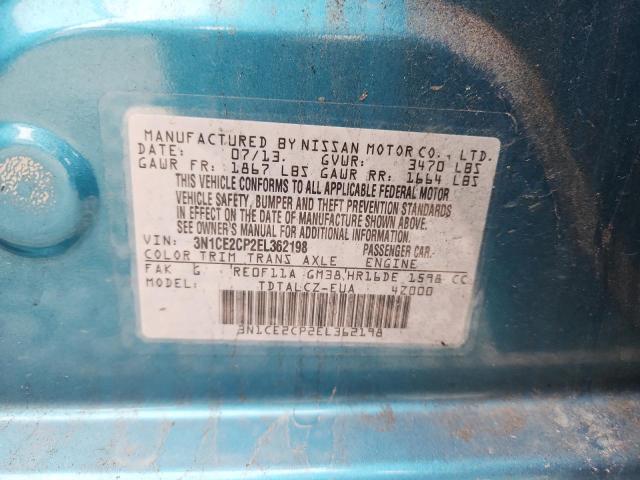 MANUFACTURED BY NISSAN MOTOR CO., LTD.
DATE: 07/13. GVWR: 3470 LBS
GAWR FR: 1867 LBS GAWR RR: 1664 LBS
THIS VEHICLE CONFORMS TO ALL APPLICABLE FEDERAL MOTOR
VEHICLE SAFETY, BUMPER AND THEFT PREVENTION STANDARDS
IN EFFECT ON THE DATE OF MANUFACTURE SHOWN ABOVE.
SEE OWNER'S MANUAL FOR ADDITIONAL INFORMATION
VIN: 3N1CE2CP2EL362198 PASSENGER CAR.
COLOR TRIM TRANS AXLE ENGINE
FAK G RE0F11A GM38, HR16DE 1598 CC
TDTALCZ-EUA 4Z000
3N1CE2CP2EL362198